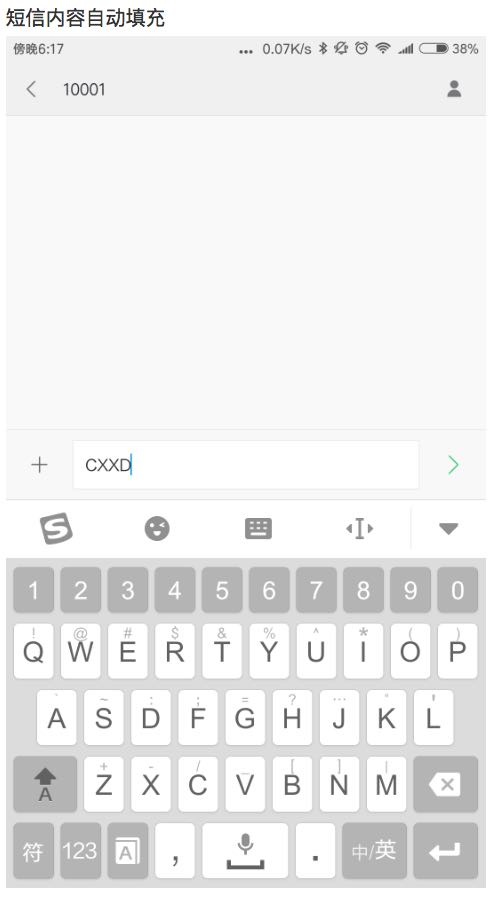 短信内容自动填充
傍晚6:17 ... 0.07K/s 38%
10001
CXXD
S
1 2 3 4 5 6 7 8 9 0
! @ # $ & % ^ * ( )
Q W E R T Y U I O P
` ~ : ; = ? … ° '
A S D F G H J K L
+ - / _ [ ] |
A Z X C V B N M
符 123 A , . 中/英